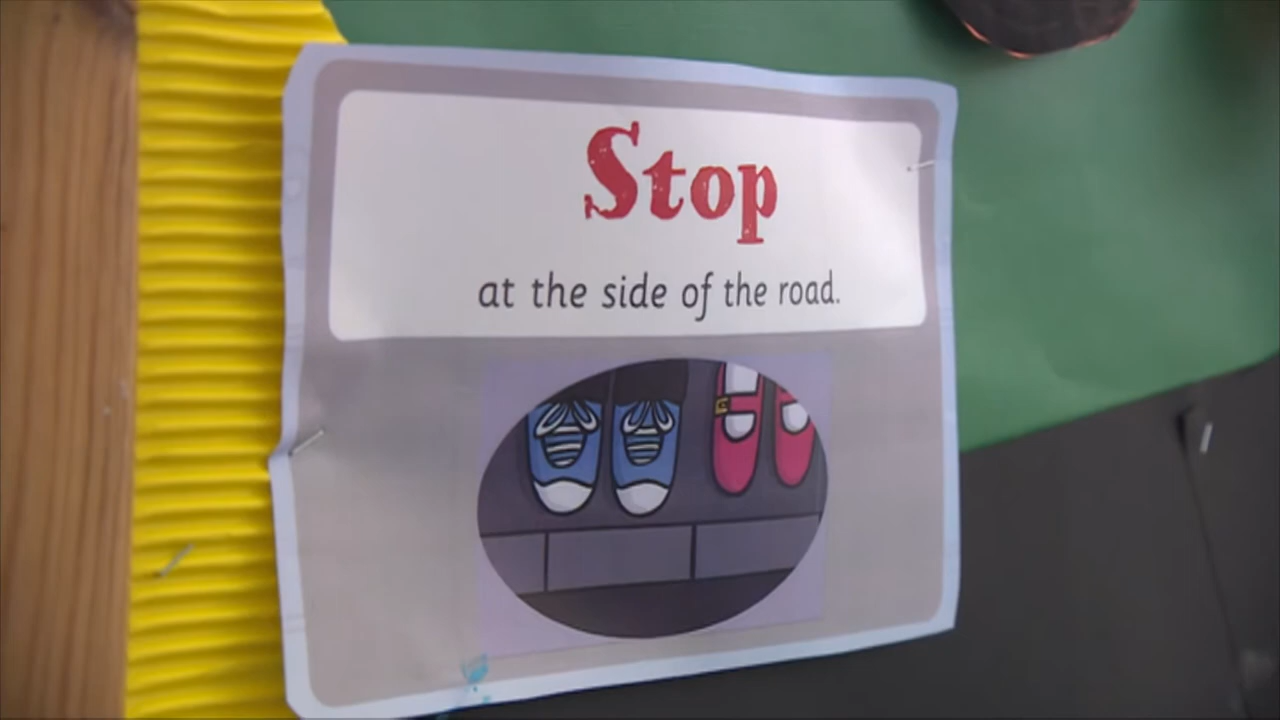 Stop
at the side of the road.